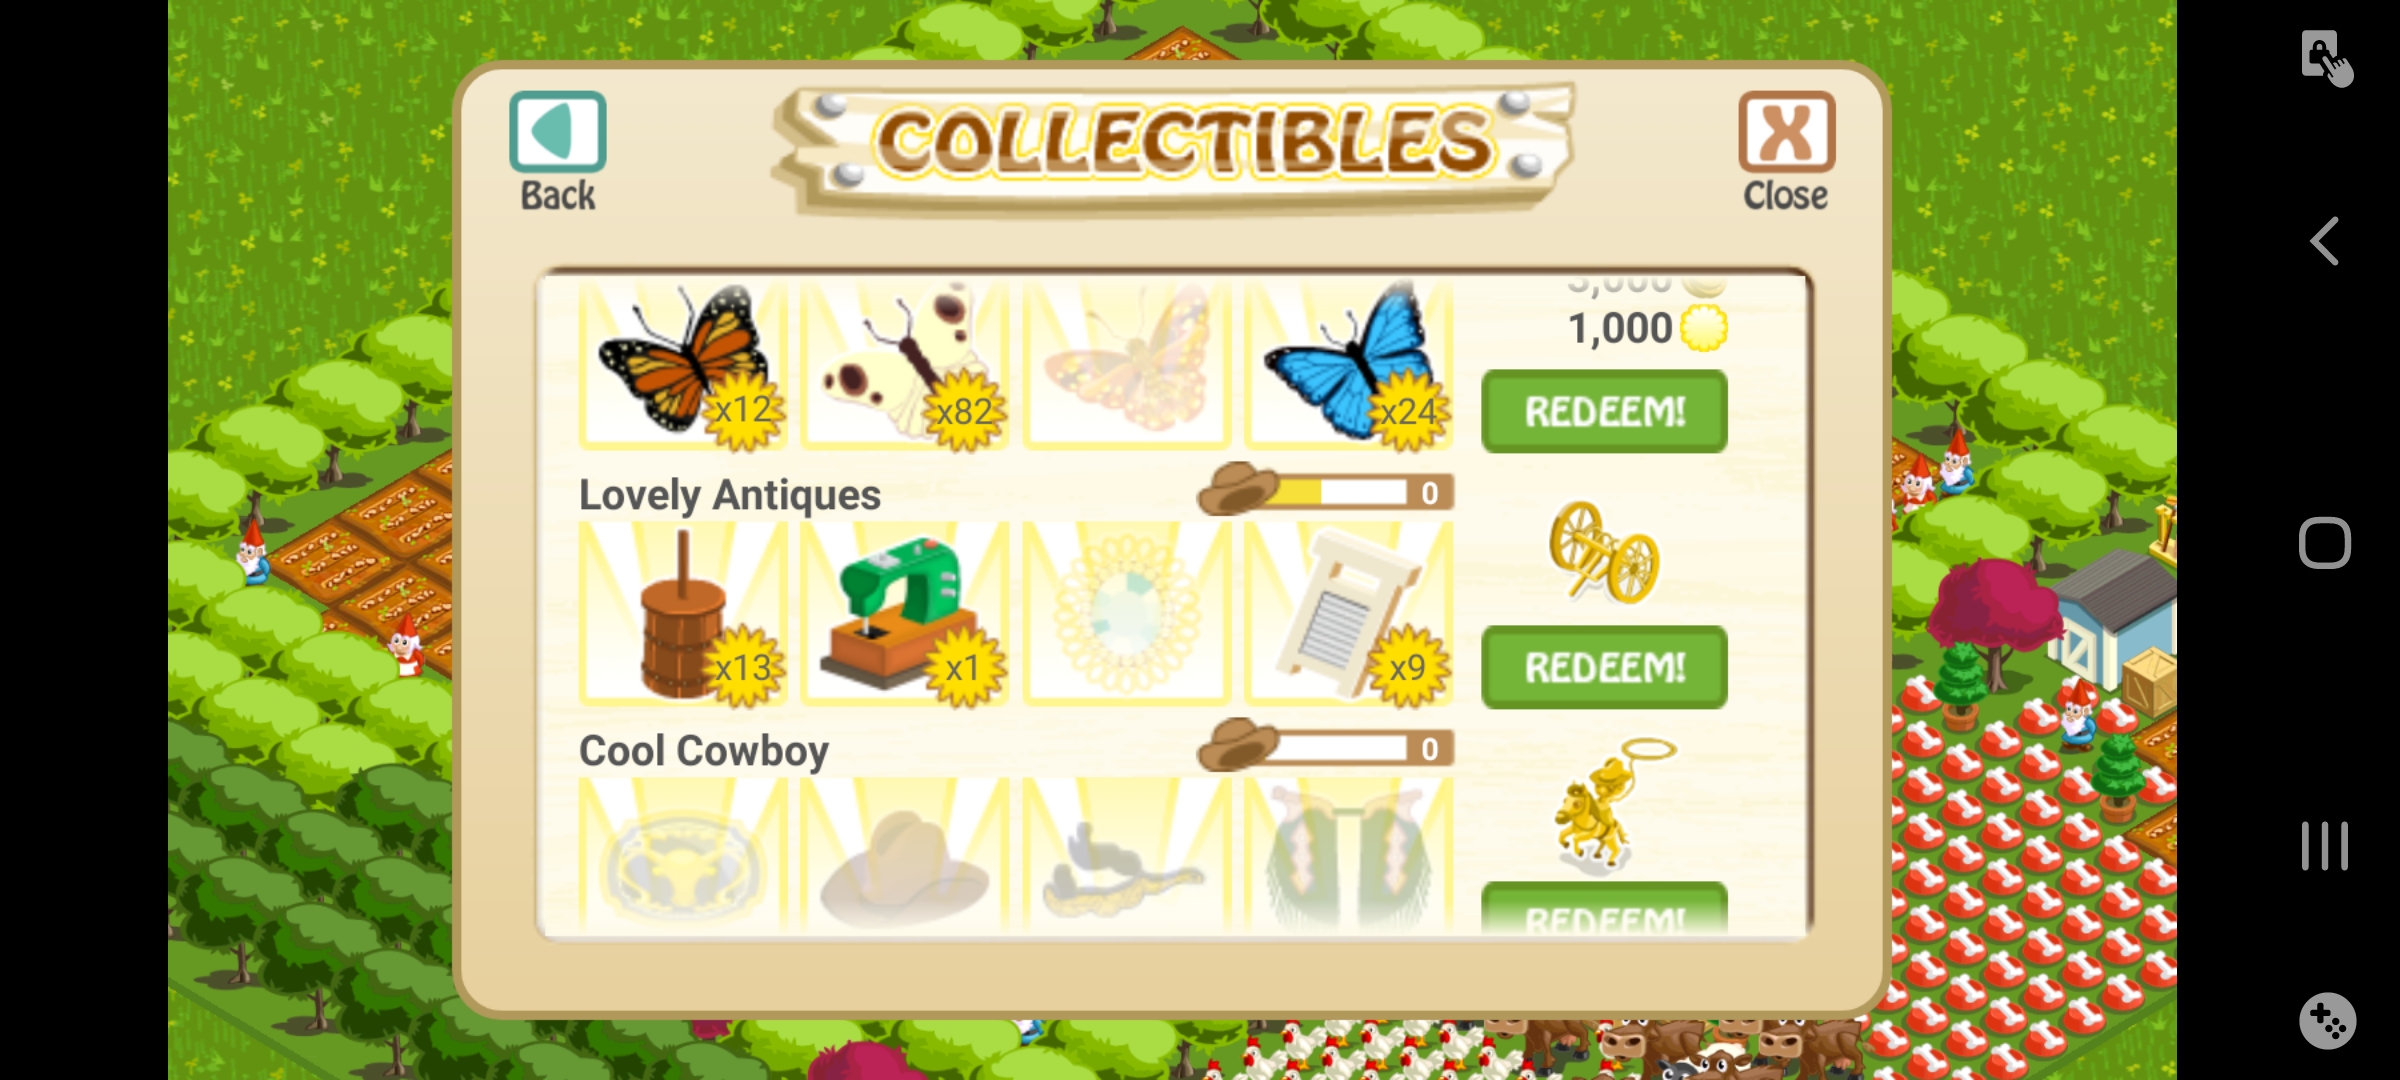 COLLECTIBLES
Back
Close
1,000
x12
x82
x24
REDEEM!
Lovely Antiques
0
x13
x1
x9
REDEEM!
Cool Cowboy
0
REDEEM!